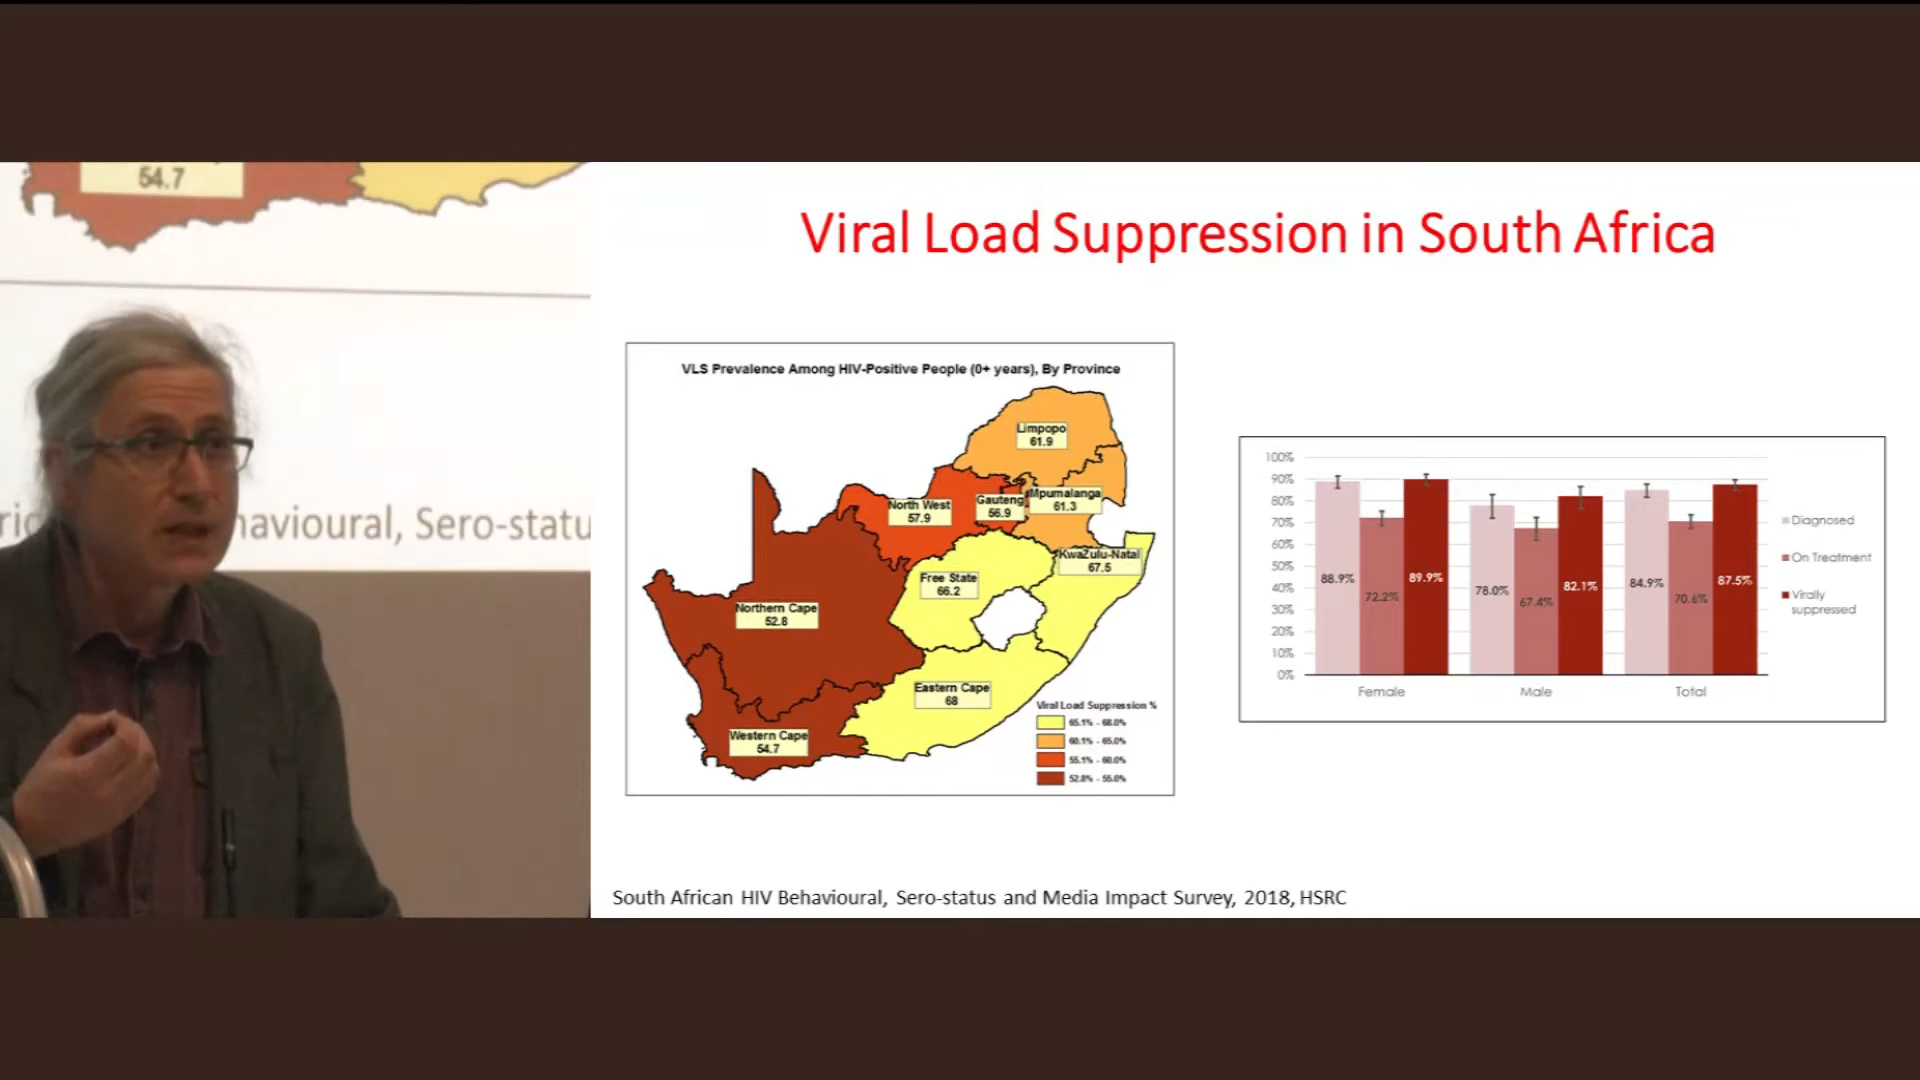 54.7
havioural, Sero-statu
Viral Load Suppression in South Africa
VLS Prevalence Among HIV-Positive People (0+ years), By Province
Limpopo
61.9
North West
57.9
Gauteng
56.9
Mpumalanga
61.3
KwaZulu-Natal
67.5
Free State
66.2
Northern Cape
52.8
Eastern Cape
68
Western Cape
54.7
Viral Load Suppression %
65.1% - 68.0%
60.1% - 65.0%
55.1% - 60.0%
52.8% - 55.0%
100%
90%
80%
70%
60%
50%
40%
30%
20%
10%
0%
88.9%
72.2%
89.9%
78.0%
67.4%
82.1%
84.9%
70.6%
87.5%
Female
Male
Total
Diagnosed
On Treatment
Virally
suppressed
South African HIV Behavioural, Sero-status and Media Impact Survey, 2018, HSRC